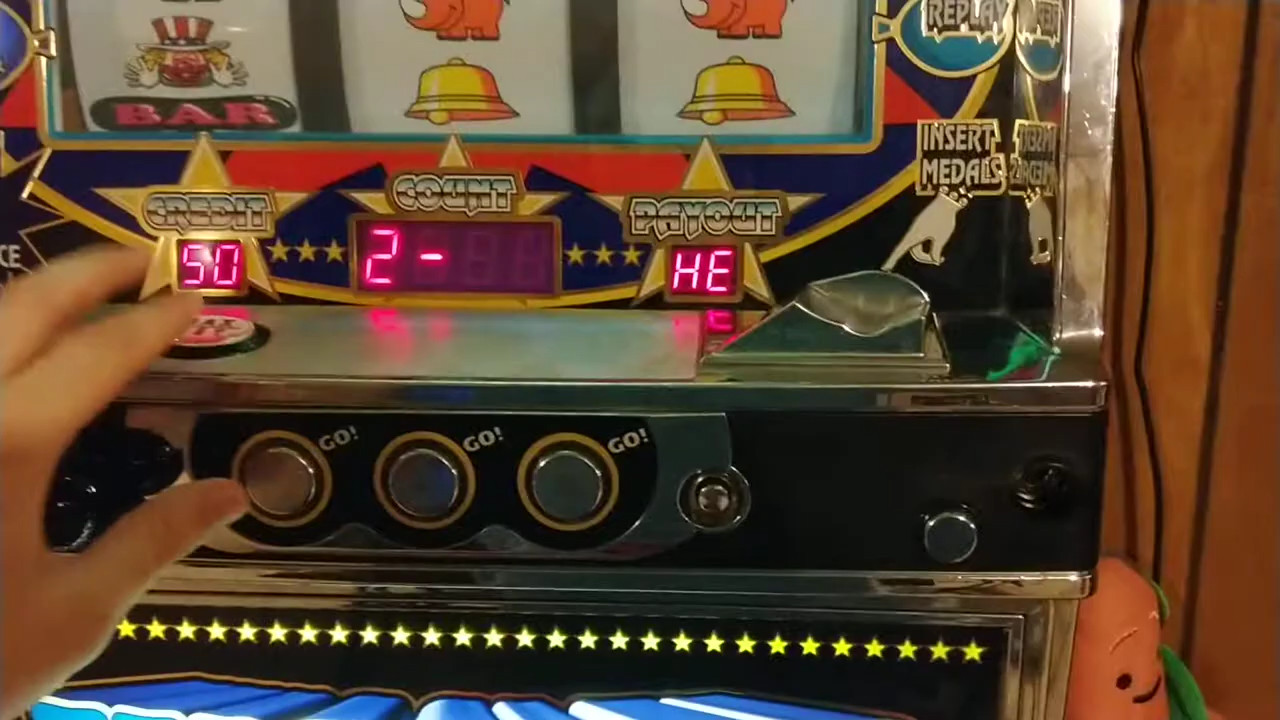 REPLAY
BAR
INSERT
MEDALS
CREDIT
COUNT
PAYOUT
50
2-
HE
GO!
GO!
GO!